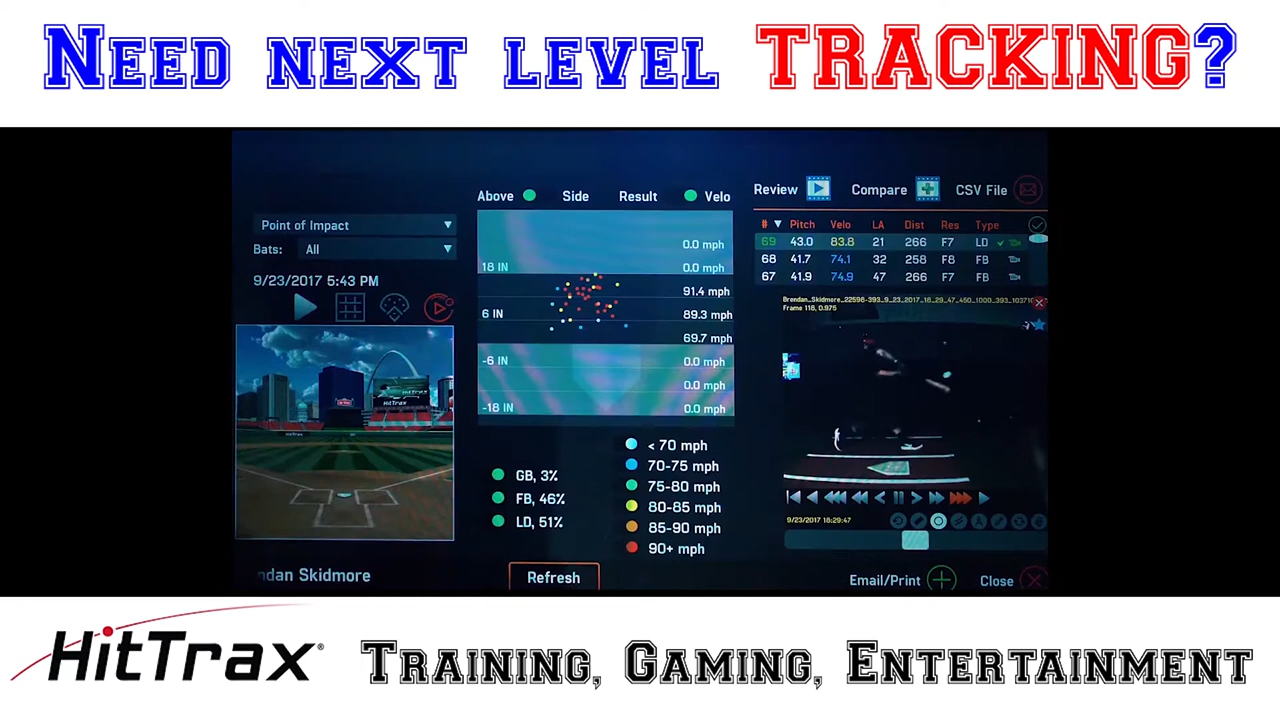 Need next level TRACKING?
Above Side Result Velo
Review Compare CSV File
Point of Impact
Bats: All
9/23/2017 5:43 PM
HitTrax
0.0 mph
18 IN 0.0 mph
91.4 mph
6 IN 89.3 mph
69.7 mph
-6 IN 0.0 mph
0.0 mph
-18 IN 0.0 mph
GB, 3%
FB, 46%
LD, 51%
< 70 mph
70-75 mph
75-80 mph
80-85 mph
85-90 mph
90+ mph
# Pitch Velo LA Dist Res Type
69 43.0 83.8 21 266 F7 LD
68 41.7 74.1 32 258 F8 FB
67 41.9 74.9 47 266 F7 FB
Frame 118, 0.975
9/23/2017 18:29:47
ndan Skidmore
Refresh
Email/Print Close
HitTrax®
Training, Gaming, Entertainment